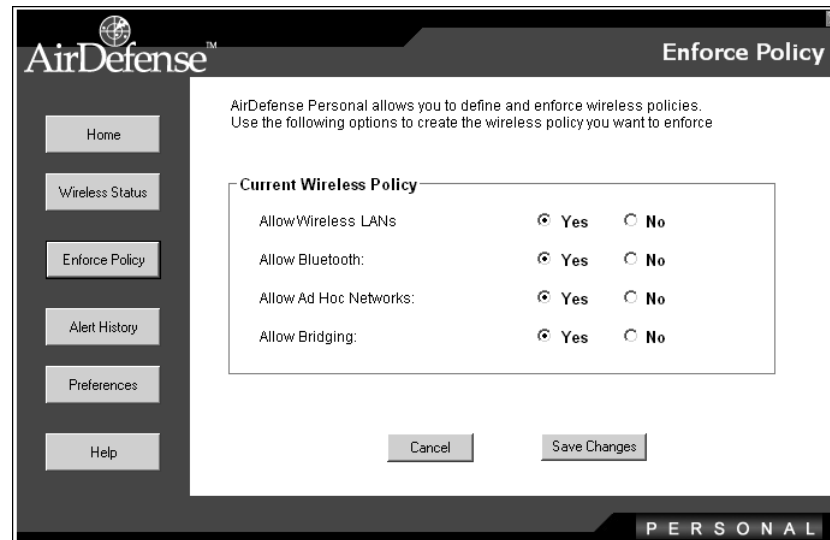 AirDefense™
Enforce Policy
Home
Wireless Status
Enforce Policy
Alert History
Preferences
Help
AirDefense Personal allows you to define and enforce wireless policies.
Use the following options to create the wireless policy you want to enforce
Current Wireless Policy
Allow Wireless LANs Yes No
Allow Bluetooth: Yes No
Allow Ad Hoc Networks: Yes No
Allow Bridging: Yes No
Cancel Save Changes
PERSONAL